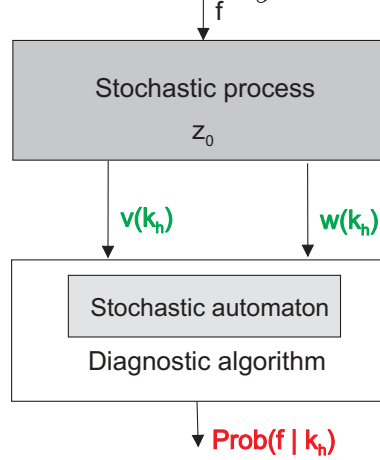 f
Stochastic process
z₀
v(kₕ)
w(kₕ)
Stochastic automaton
Diagnostic algorithm
Prob(f | kₕ)